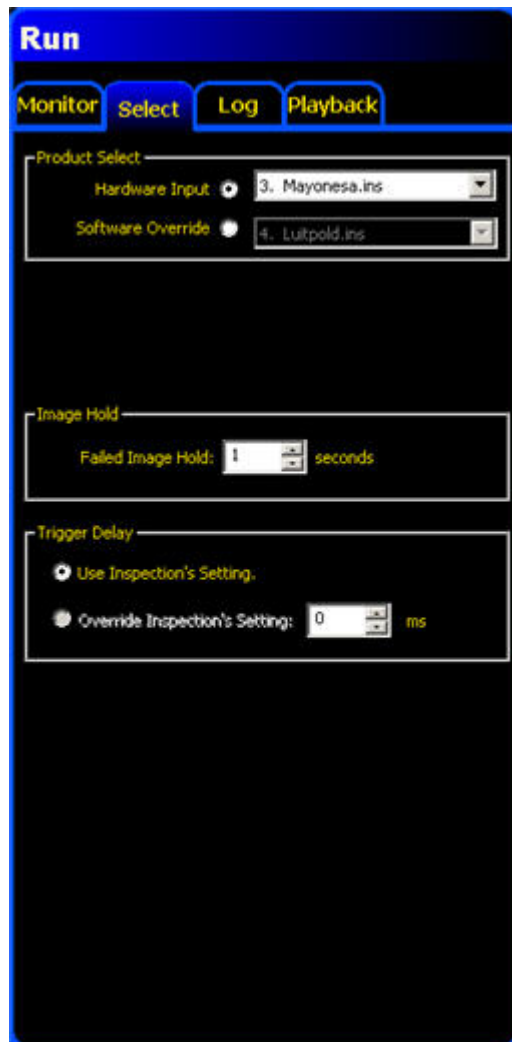 Run
Monitor Select Log Playback
Product Select
Hardware Input 3. Mayonesa.ins
Software Override 4. Luitpold.ins
Image Hold
Failed Image Hold: 1 seconds
Trigger Delay
Use Inspection's Setting.
Override Inspection's Setting: 0 ms